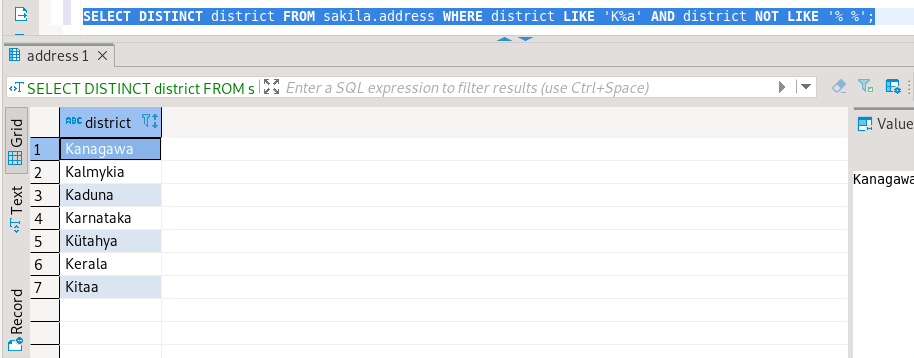 SELECT DISTINCT district FROM sakila.address WHERE district LIKE 'K%a' AND district NOT LIKE '% %';
address 1
SELECT DISTINCT district FROM s
Enter a SQL expression to filter results (use Ctrl+Space)
Grid
Text
Record
ABC district
1 Kanagawa
2 Kalmykia
3 Kaduna
4 Karnataka
5 Kütahya
6 Kerala
7 Kitaa
Value
Kanagawa